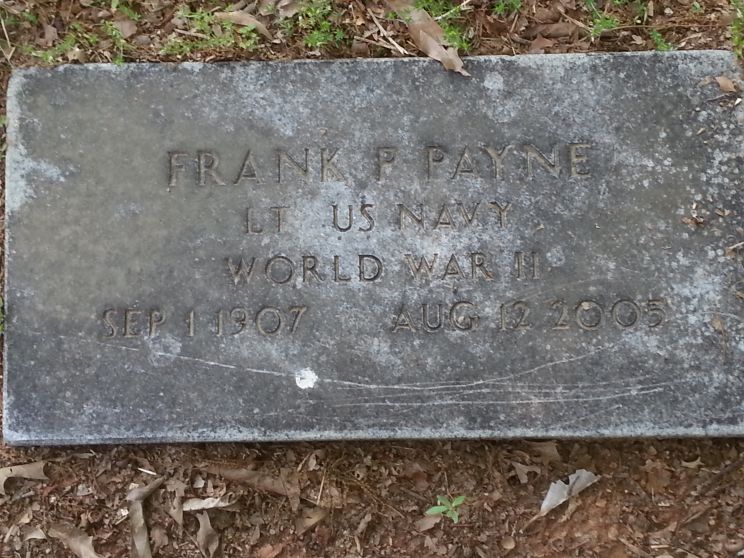 FRANK P PAYNE
LT US NAVY
WORLD WAR II
SEP 1 1907 AUG 12 2005